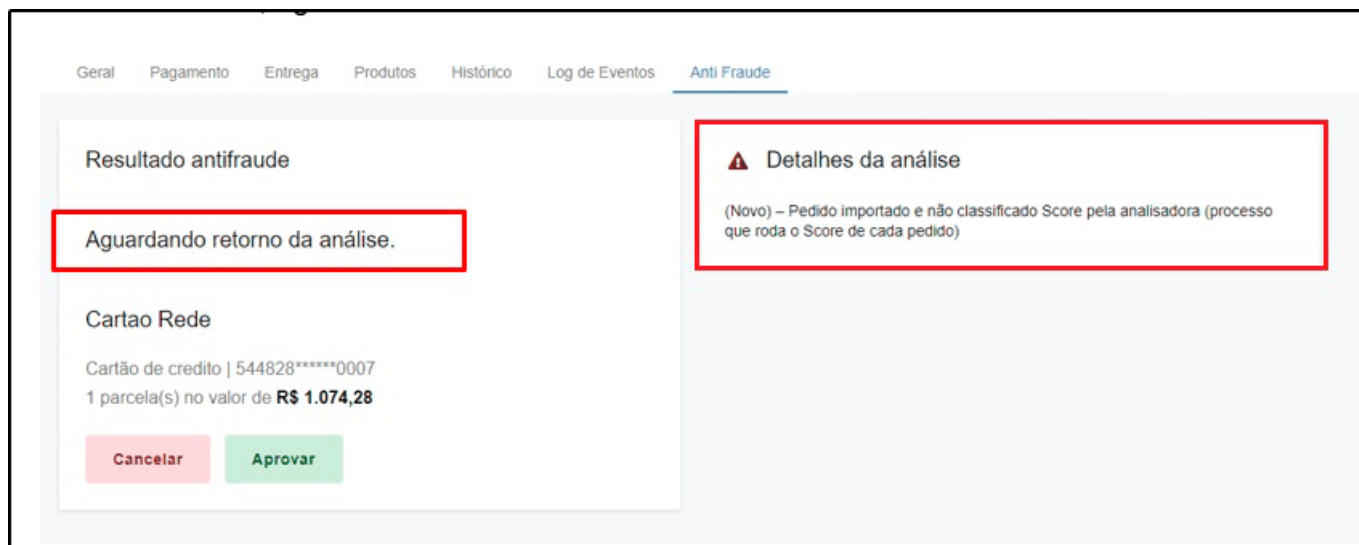 Geral Pagamento Entrega Produtos Histórico Log de Eventos Anti Fraude
Resultado antifraude
Aguardando retorno da análise.
Cartao Rede
Cartão de credito | 544828******0007
1 parcela(s) no valor de R$ 1.074,28
Cancelar Aprovar
Detalhes da análise
(Novo) – Pedido importado e não classificado Score pela analisadora (processo
que roda o Score de cada pedido)